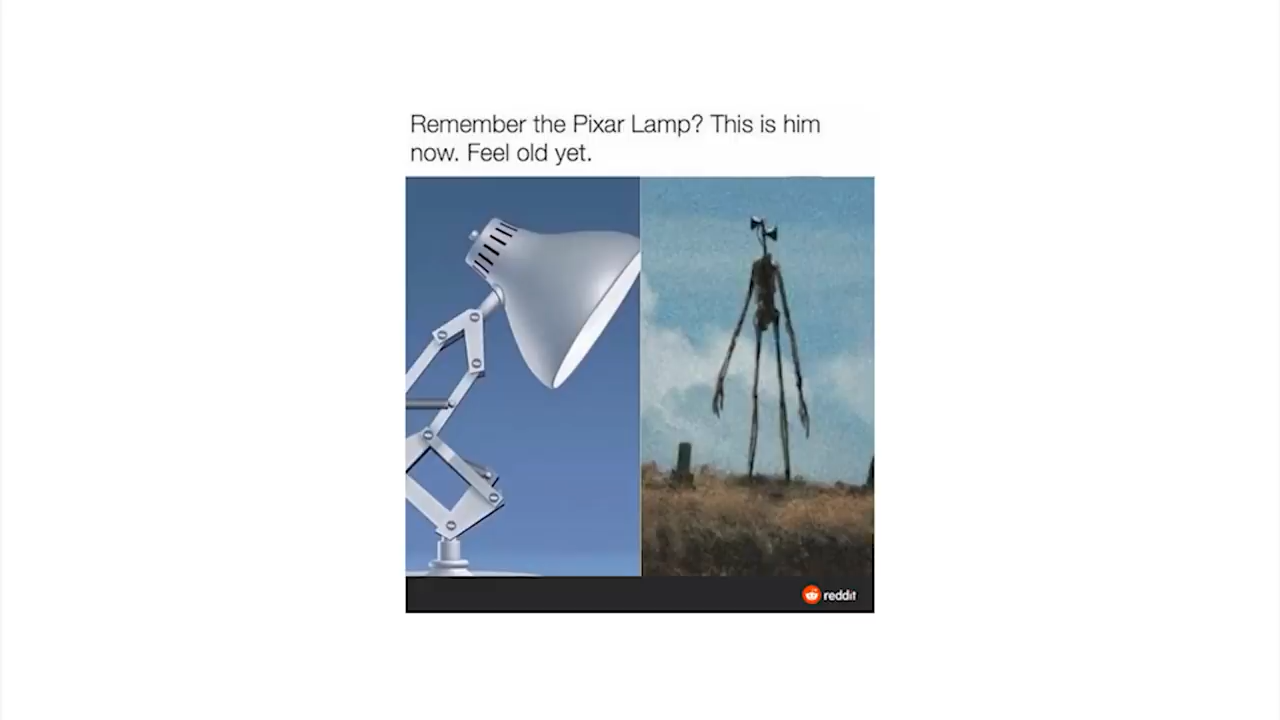 Remember the Pixar Lamp? This is him
now. Feel old yet.
reddit